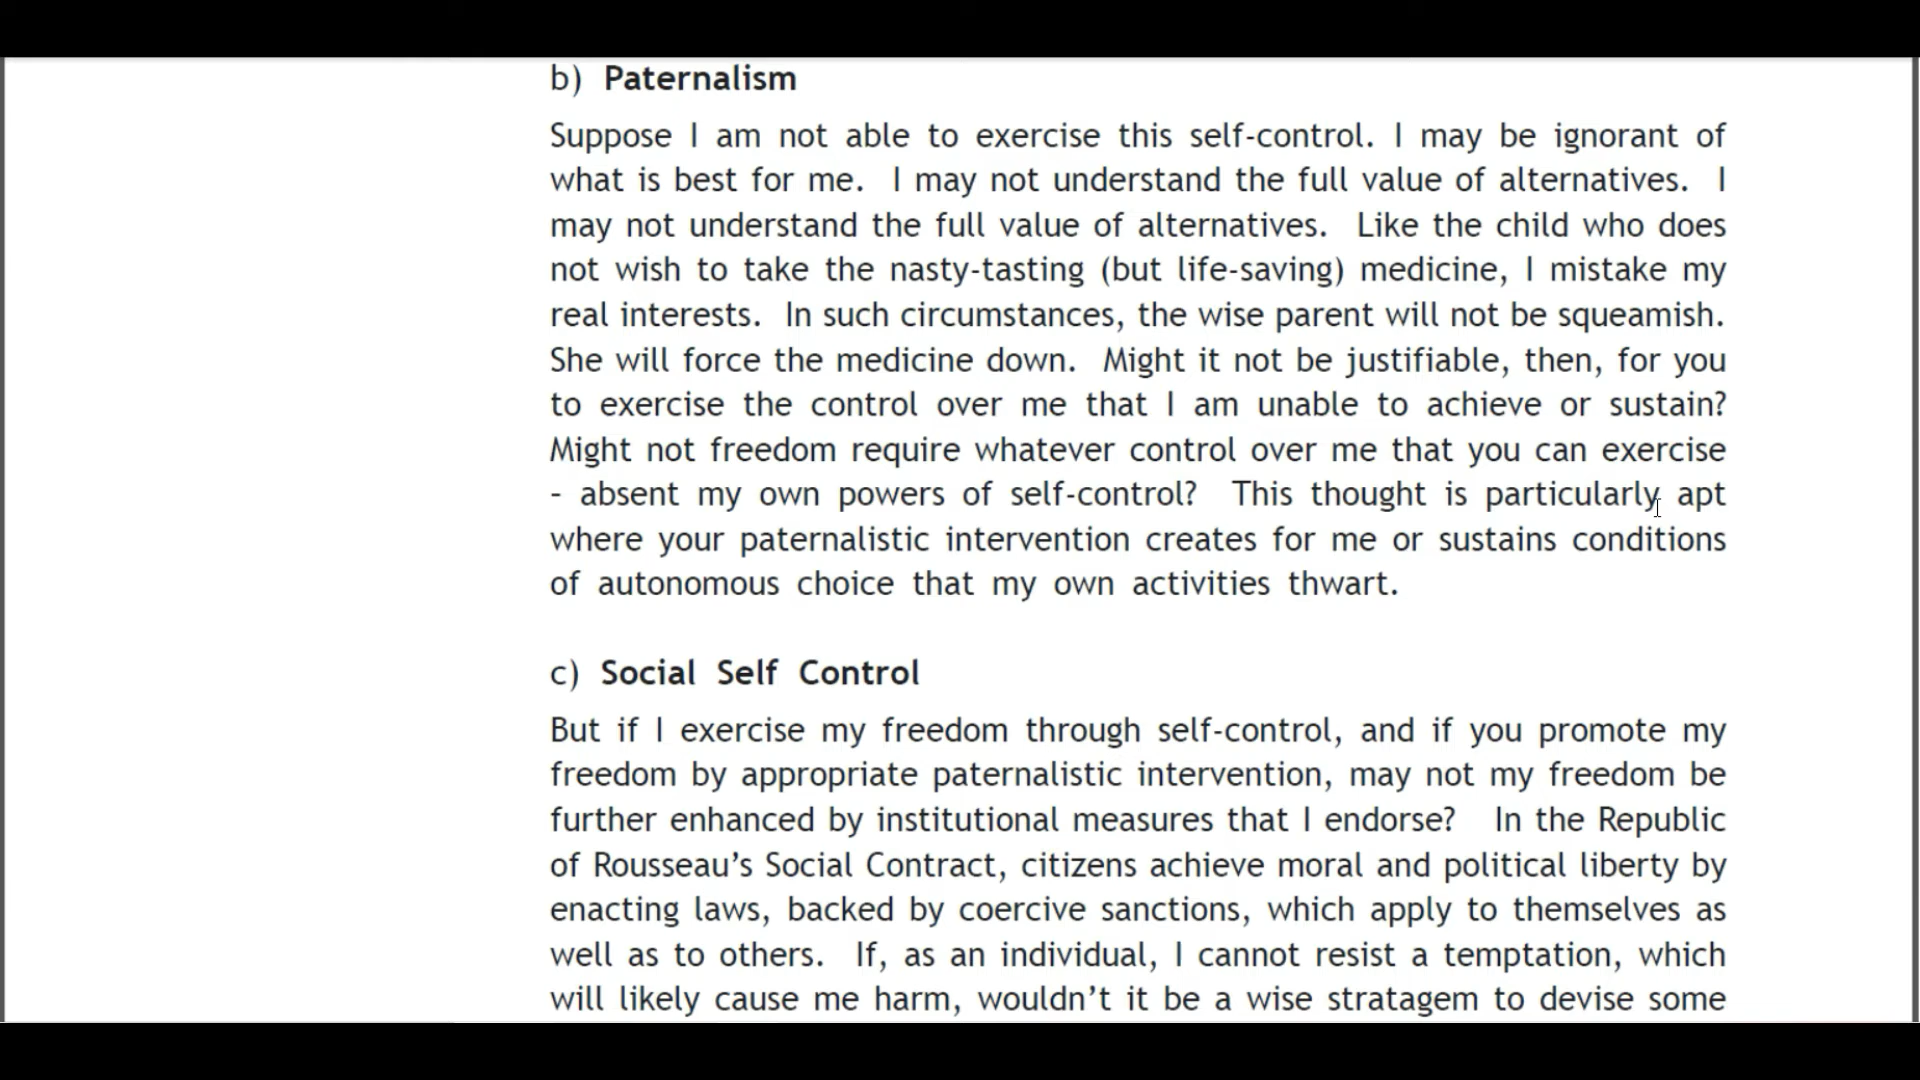 b) Paternalism
Suppose I am not able to exercise this self-control. I may be ignorant of
what is best for me. I may not understand the full value of alternatives. I
may not understand the full value of alternatives. Like the child who does
not wish to take the nasty-tasting (but life-saving) medicine, I mistake my
real interests. In such circumstances, the wise parent will not be squeamish.
She will force the medicine down. Might it not be justifiable, then, for you
to exercise the control over me that I am unable to achieve or sustain?
Might not freedom require whatever control over me that you can exercise
- absent my own powers of self-control? This thought is particularly apt
where your paternalistic intervention creates for me or sustains conditions
of autonomous choice that my own activities thwart.
c) Social Self Control
But if I exercise my freedom through self-control, and if you promote my
freedom by appropriate paternalistic intervention, may not my freedom be
further enhanced by institutional measures that I endorse? In the Republic
of Rousseau’s Social Contract, citizens achieve moral and political liberty by
enacting laws, backed by coercive sanctions, which apply to themselves as
well as to others. If, as an individual, I cannot resist a temptation, which
will likely cause me harm, wouldn’t it be a wise stratagem to devise some